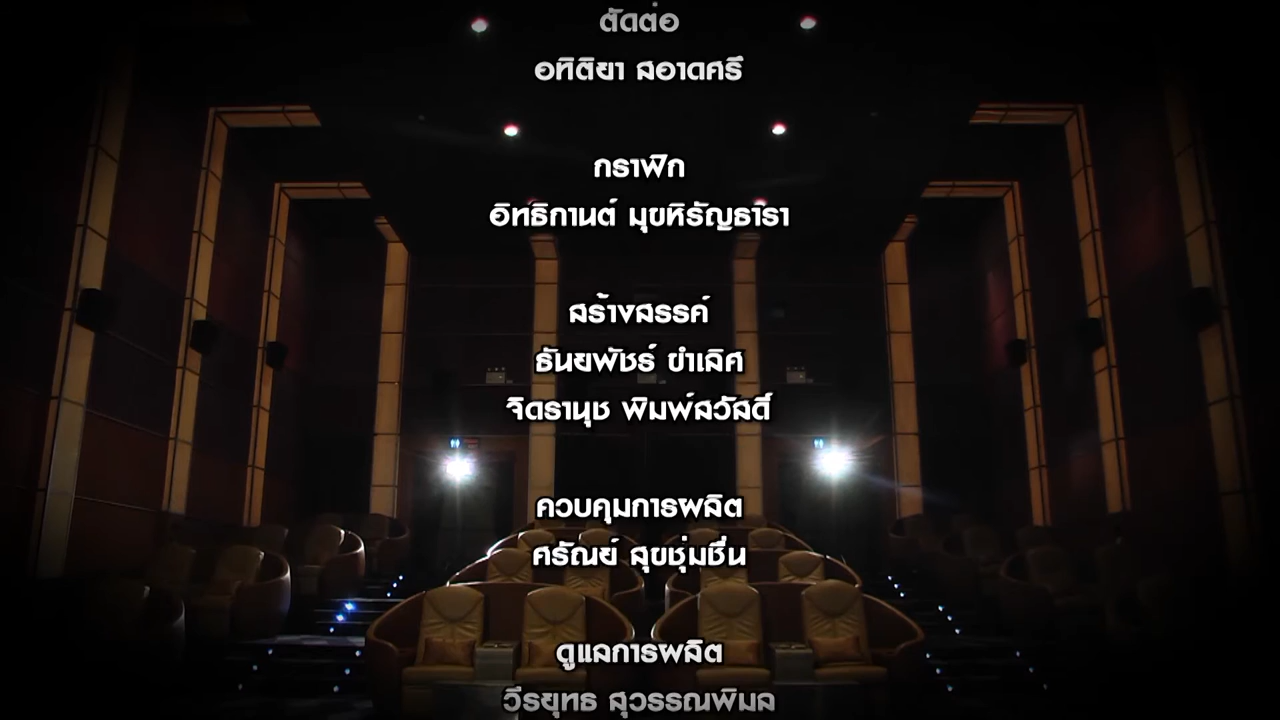 ตัดต่อ
อทิติยา สอาดศรี
กราฟิก
อิทธิกานต์ มุขหิรัญธารา
สร้างสรรค์
ธันยพัชร์ ขำเลิศ
จิดรานุช พิมพ์สวัสดิ์
ควบคุมการผลิต
ศรัณย์ สุขชุ่มชื่น
ดูแลการผลิต
วีรยุทธ สุวรรณพิมล